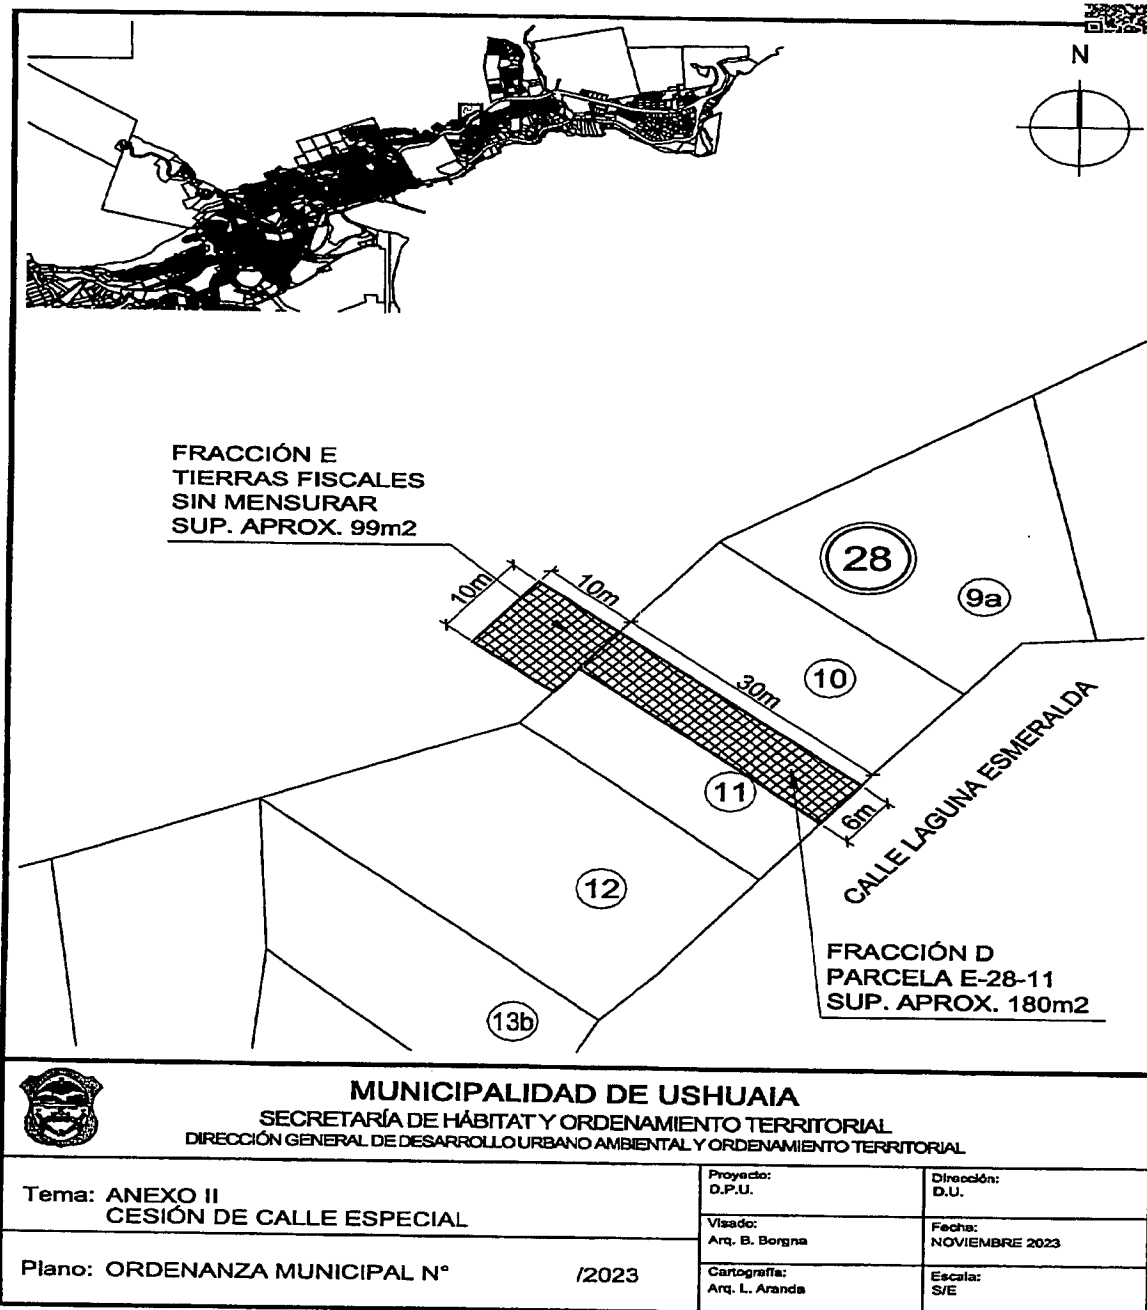 N
FRACCIÓN E
TIERRAS FISCALES
SIN MENSURAR
SUP. APROX. 99m2
10m
10m
28
9a
10
30m
11
6m
CALLE LAGUNA ESMERALDA
12
FRACCIÓN D
PARCELA E-28-11
SUP. APROX. 180m2
13b
MUNICIPALIDAD DE USHUAIA
SECRETARÍA DE HÁBITAT Y ORDENAMIENTO TERRITORIAL
DIRECCIÓN GENERAL DE DESARROLLO URBANO AMBIENTAL Y ORDENAMIENTO TERRITORIAL
Tema: ANEXO II
CESIÓN DE CALLE ESPECIAL
Plano: ORDENANZA MUNICIPAL N° /2023
Proyecto:
D.P.U.
Dirección:
D.U.
Visado:
Arq. B. Borgna
Fecha:
NOVIEMBRE 2023
Cartografía:
Arq. L. Aranda
Escala:
S/E